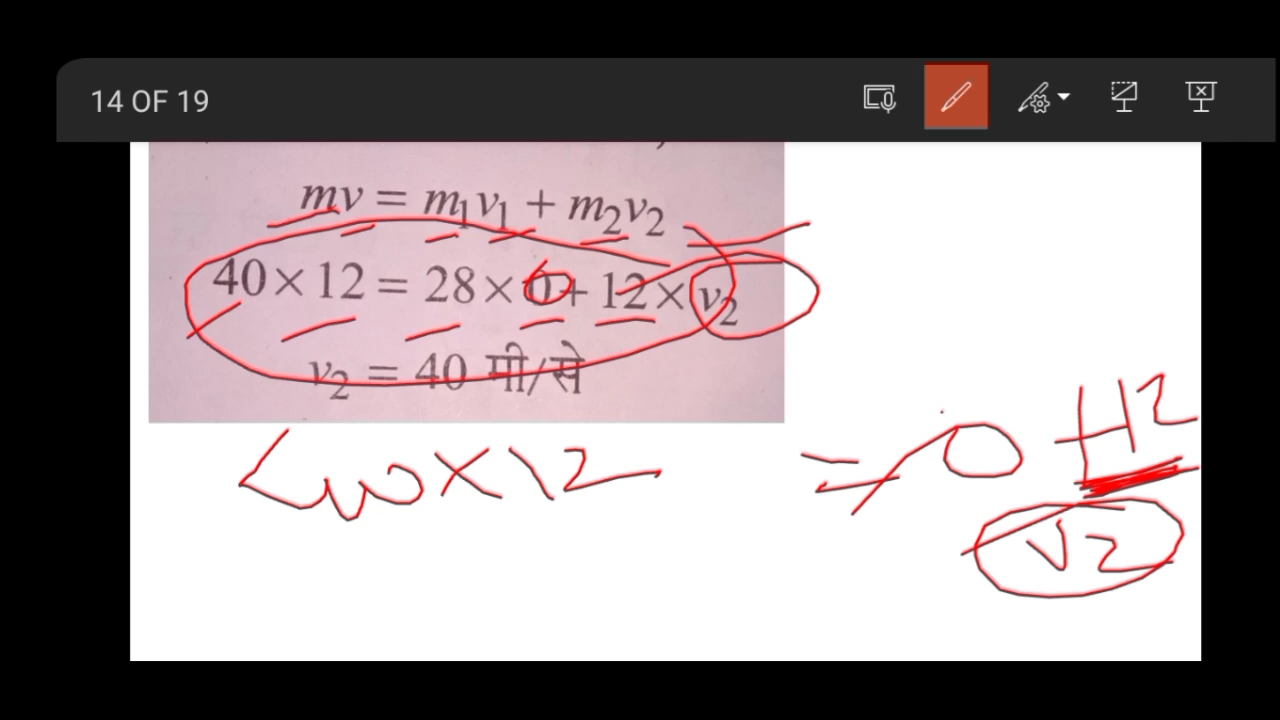 14 OF 19
mv = m₁v₁ + m₂v₂
40 × 12 = 28 × 0 + 12 × v₂
v₂ = 40 मी/से
40 × 12 = 0 + 12
v2